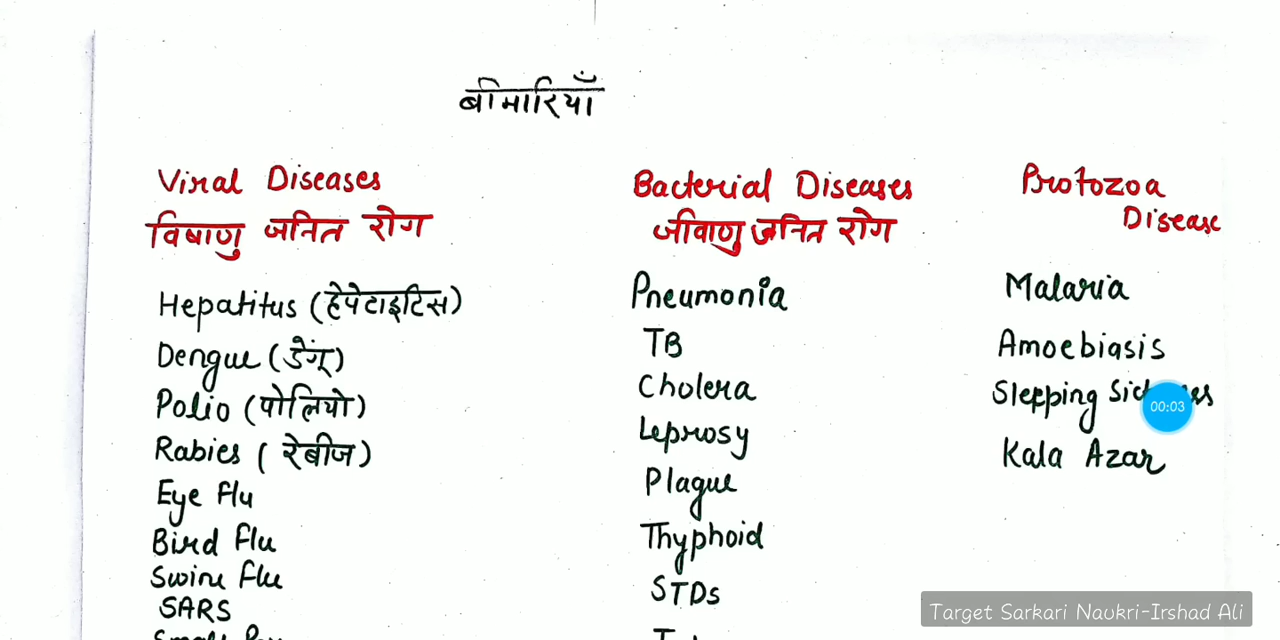 बीमारियाँ
Viral Diseases
विषाणु जनित रोग
Hepatitus (हेपेटाइटिस)
Dengue (डेंगू)
Polio (पोलियो)
Rabies ( रेबीज)
Eye flu
Bird flu
Swine flu
SARS
Bacterial Diseases
जीवाणु जनित रोग
Pneumonia
TB
Cholera
Leprosy
Plague
Thyphoid
STDs
Protozoa
Disease
Malaria
Amoebiasis
Slepping
Kala Azar
00:03
Target Sarkari Naukri-Irshad Ali